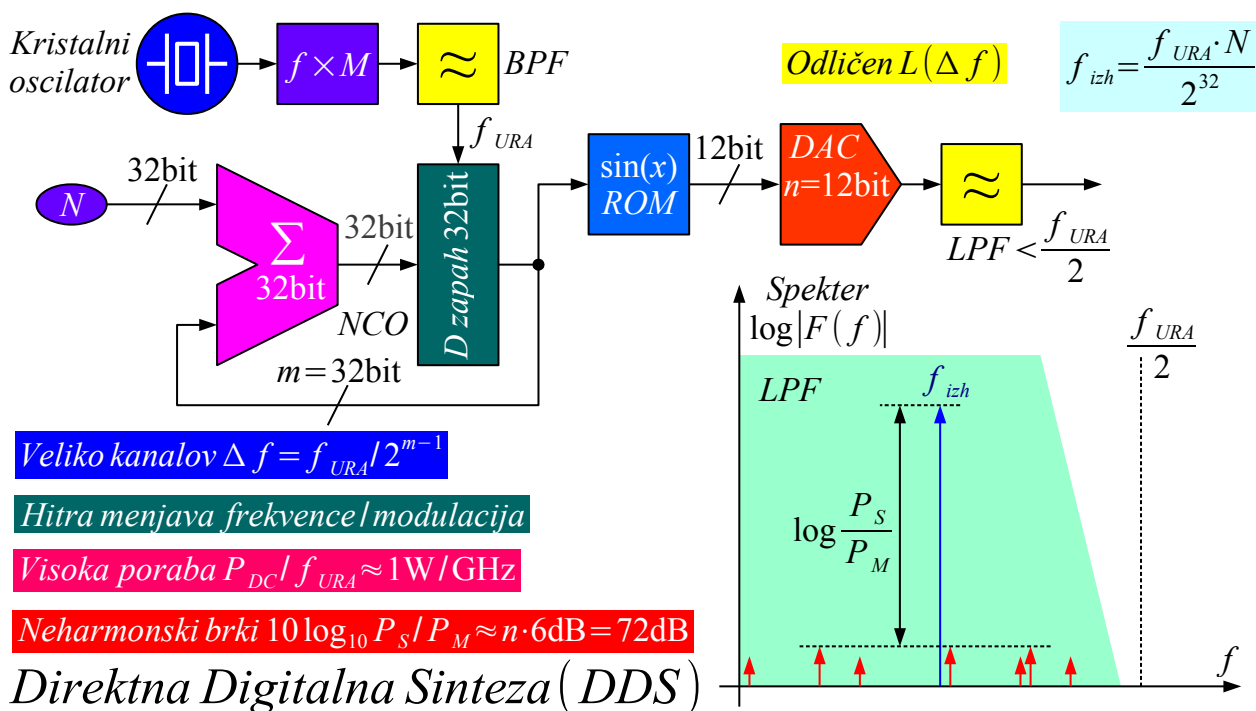 Kristalni
oscilator
f × M
≈
BPF
Odličen L(Δ f)
f_izh = f_URA · N / 2^32
f_URA
N
32bit
Σ
32bit
32bit
NCO
D zapah 32bit
m=32bit
sin(x)
ROM
12bit
DAC
n=12bit
≈
LPF < f_URA / 2
Veliko kanalov Δ f = f_URA / 2^(m−1)
Hitra menjava frekvence/modulacija
Visoka poraba P_DC / f_URA ≈ 1W/GHz
Neharmonski brki 10 log_10 P_S / P_M ≈ n·6dB = 72dB
Direktna Digitalna Sinteza (DDS)
Spekter
log|F(f)|
LPF
f_izh
f_URA / 2
log P_S / P_M
f